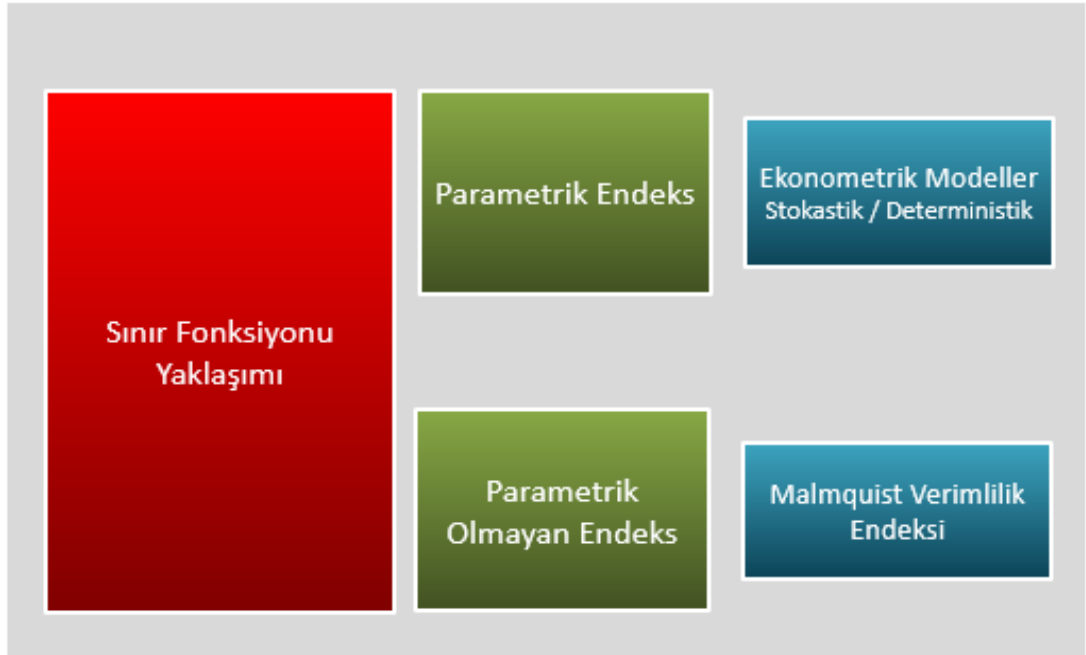 Sınır Fonksiyonu
Yaklaşımı
Parametrik Endeks
Ekonometrik Modeller
Stokastik / Deterministik
Parametrik
Olmayan Endeks
Malmquist Verimlilik
Endeksi